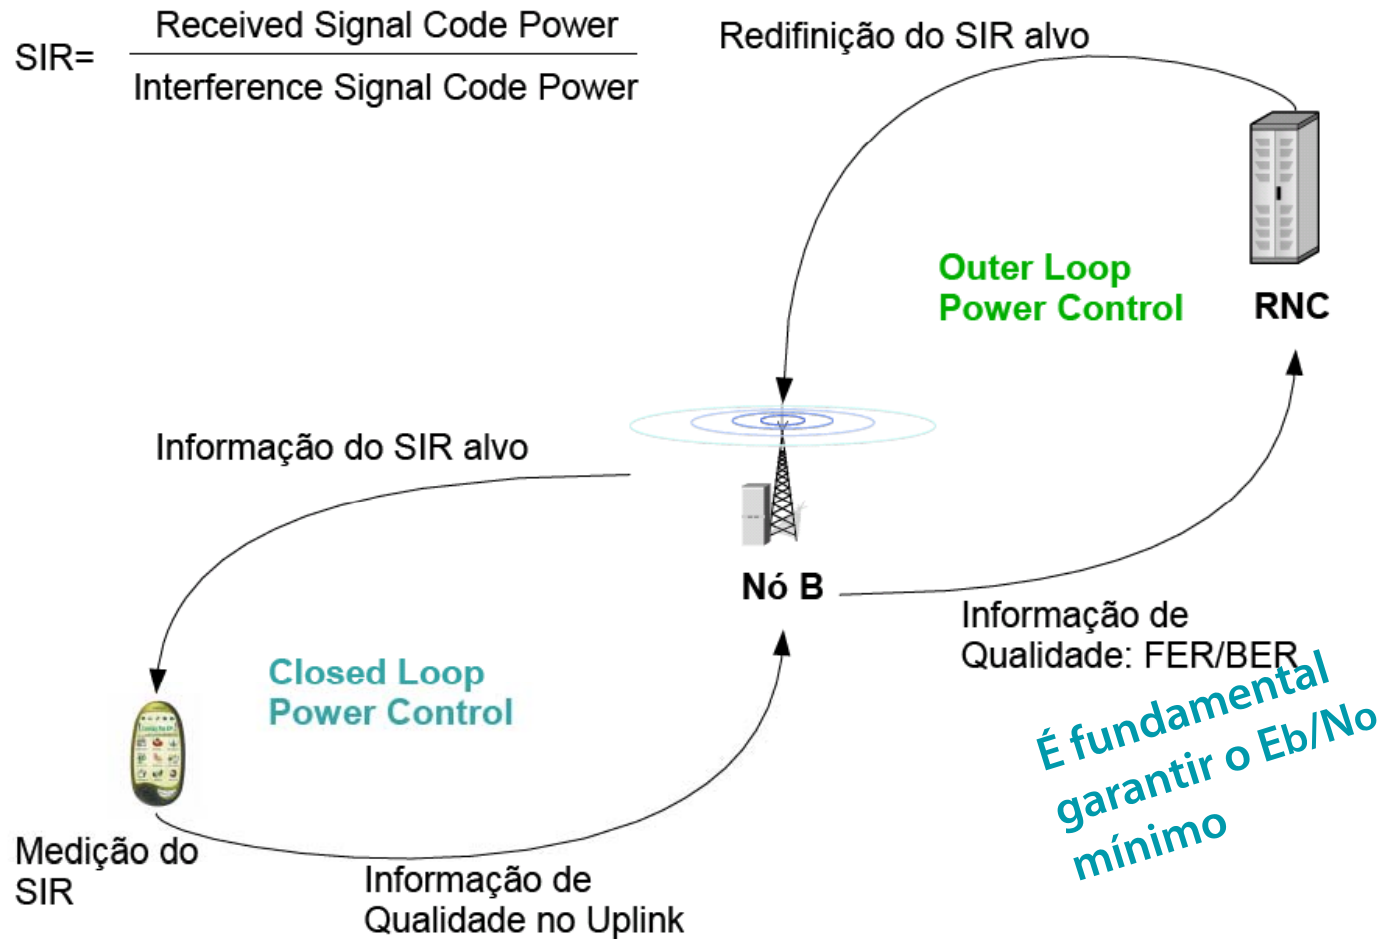 SIR=
Received Signal Code Power
Interference Signal Code Power
Redifinição do SIR alvo
Outer Loop
Power Control
RNC
Informação do SIR alvo
Nó B
Informação de
Qualidade: FER/BER
Closed Loop
Power Control
É fundamental
garantir o Eb/No
mínimo
Medição do
SIR
Informação de
Qualidade no Uplink